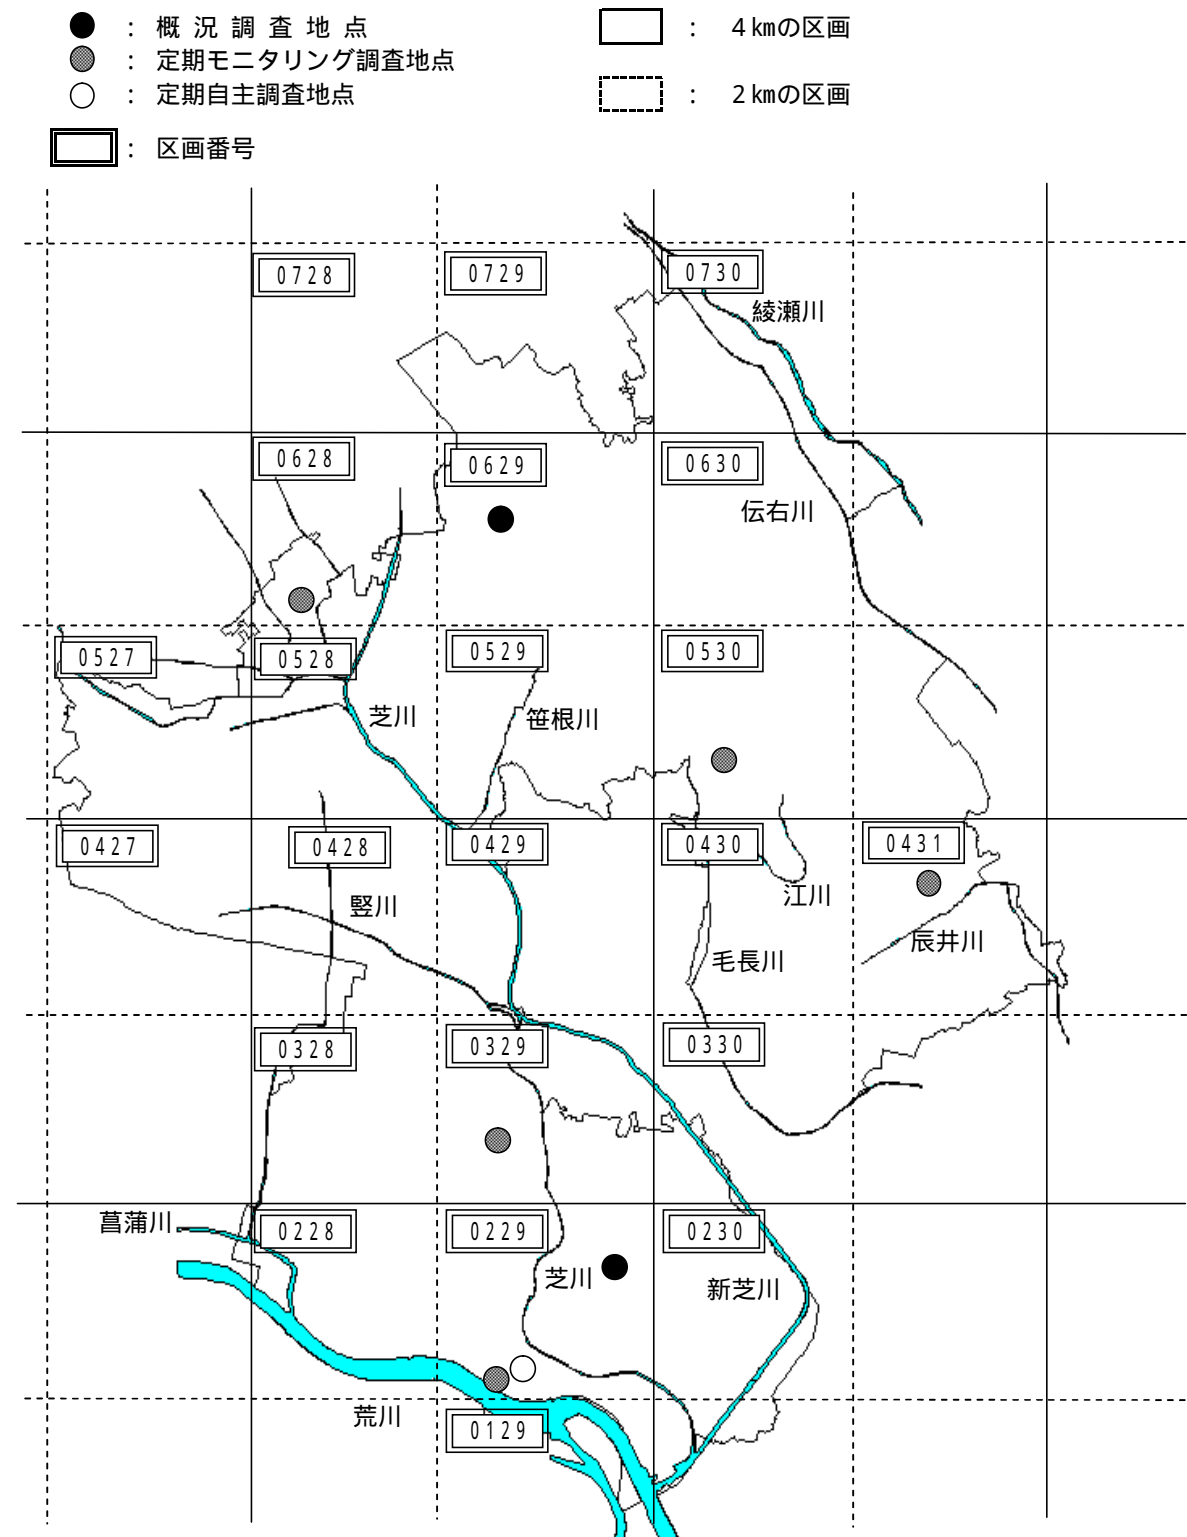 ● : 概 況 調 査 地 点
: 4kmの区画
: 定期モニタリング調査地点
○ : 定期自主調査地点
: 2kmの区画
: 区画番号
0728
0729
0730
綾瀬川
0628
0629
0630
伝右川
0527
0528
0529
0530
芝川
笹根川
0427
0428
0429
0430
0431
江川
竪川
辰井川
毛長川
0328
0329
0330
菖蒲川
0228
0229
0230
芝川
新芝川
荒川
0129